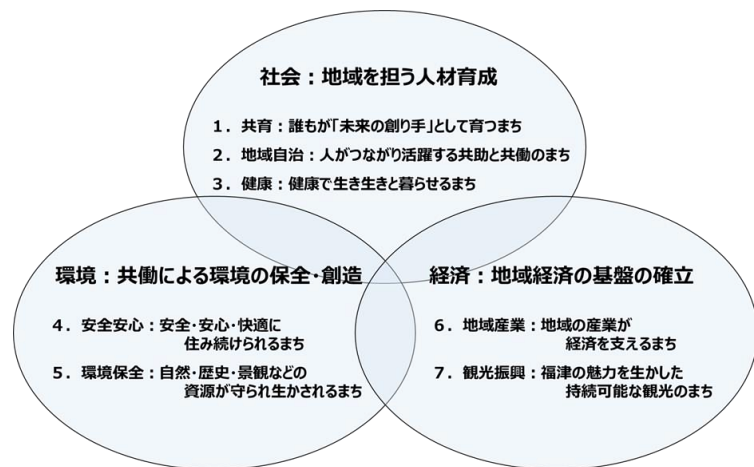 社会：地域を担う人材育成
1．共育：誰もが「未来の創り手」として育つまち
2．地域自治：人がつながり活躍する共助と共働のまち
3．健康：健康で生き生きと暮らせるまち
環境：共働による環境の保全・創造
4．安全安心：安全・安心・快適に
住み続けられるまち
5．環境保全：自然・歴史・景観などの
資源が守られ生かされるまち
経済：地域経済の基盤の確立
6．地域産業：地域の産業が
経済を支えるまち
7．観光振興：福津の魅力を生かした
持続可能な観光のまち